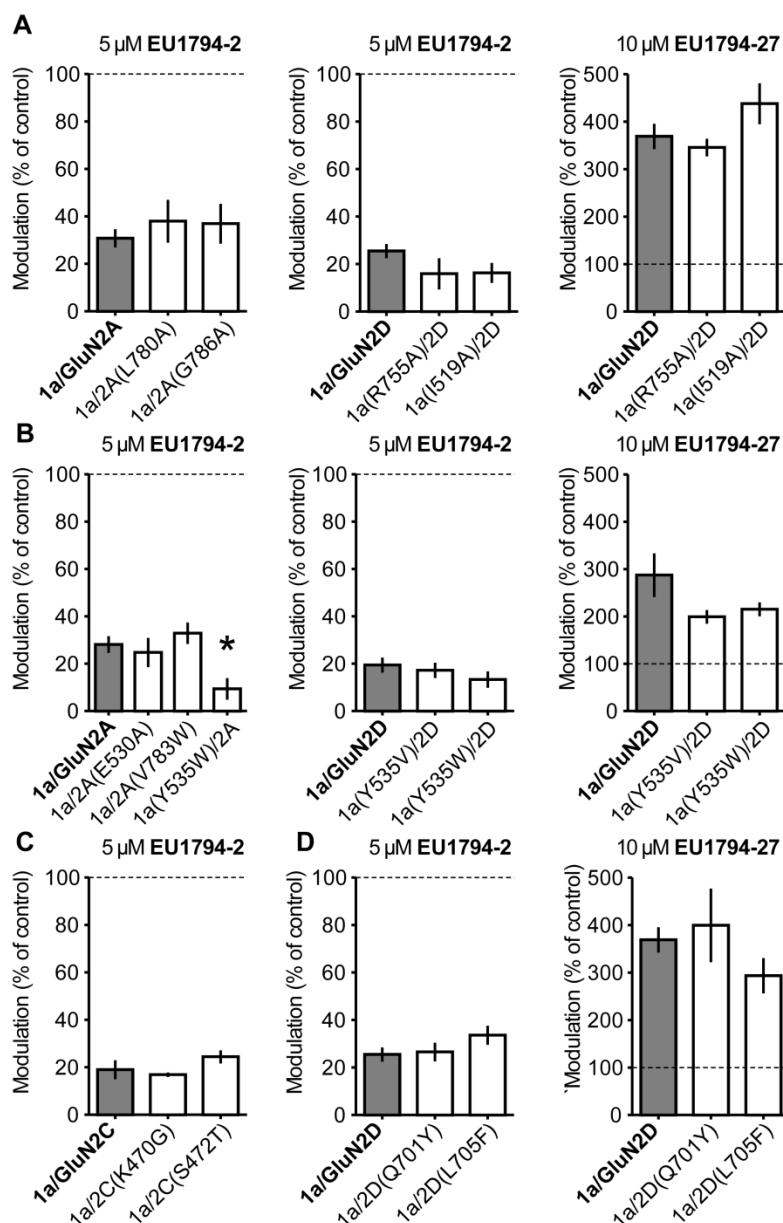 A
5 µM EU1794-2
Modulation (% of control)
100
80
60
40
20
0
1a/GluN2A
1a/2A(L780A)
1a/2A(G786A)
5 µM EU1794-2
Modulation (% of control)
100
80
60
40
20
0
1a/GluN2D
1a(R755A)/2D
1a(I519A)/2D
10 µM EU1794-27
Modulation (% of control)
500
400
300
200
100
0
1a/GluN2D
1a(R755A)/2D
1a(I519A)/2D
B
5 µM EU1794-2
Modulation (% of control)
100
80
60
40
20
0
*
1a/GluN2A
1a/2A(E530A)
1a/2A(V783W)
1a(Y535W)/2A
5 µM EU1794-2
Modulation (% of control)
100
80
60
40
20
0
1a/GluN2D
1a(Y535V)/2D
1a(Y535W)/2D
10 µM EU1794-27
Modulation (% of control)
500
400
300
200
100
0
1a/GluN2D
1a(Y535V)/2D
1a(Y535W)/2D
C
5 µM EU1794-2
Modulation (% of control)
100
80
60
40
20
0
1a/GluN2C
1a/2C(K470G)
1a/2C(S472T)
D
5 µM EU1794-2
Modulation (% of control)
100
80
60
40
20
0
1a/GluN2D
1a/2D(Q701Y)
1a/2D(L705F)
10 µM EU1794-27
`Modulation (% of control)
500
400
300
200
100
0
1a/GluN2D
1a/2D(Q701Y)
1a/2D(L705F)